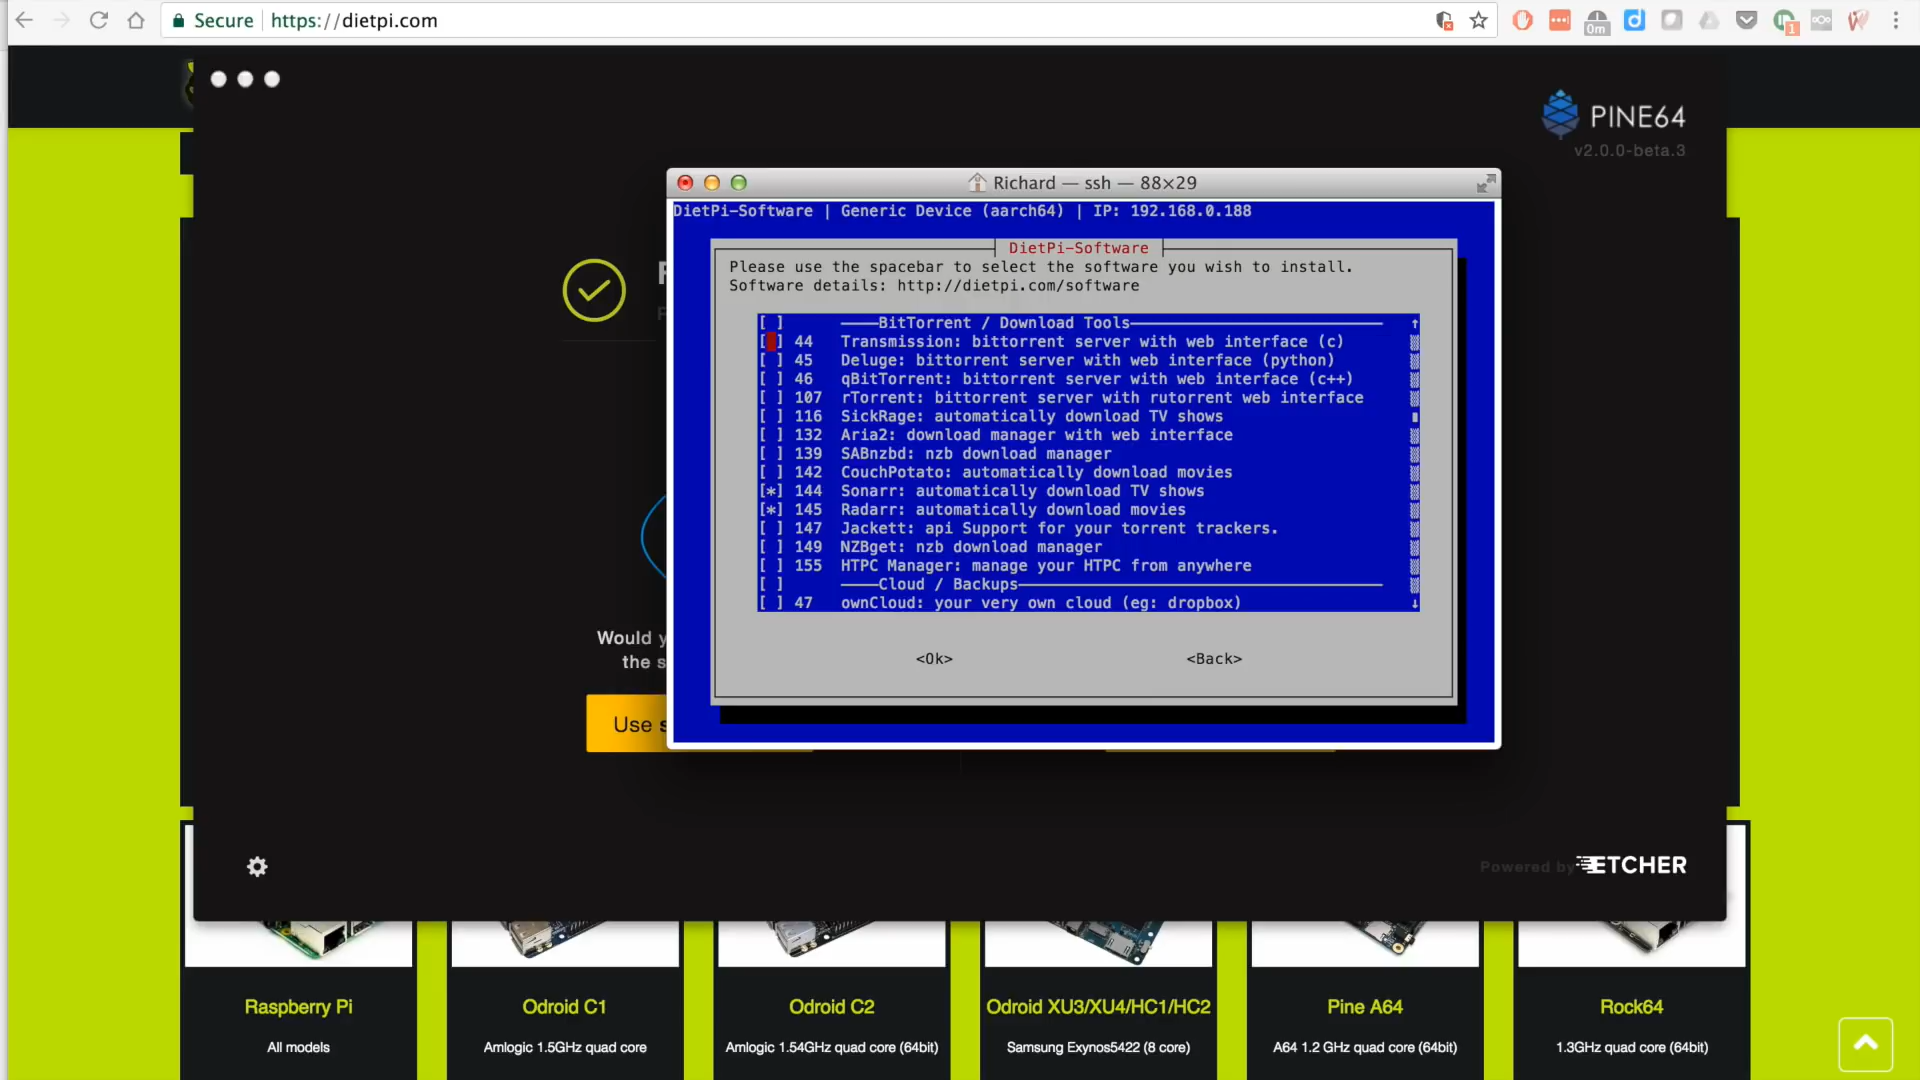 Secure https://dietpi.com
0m
1
PINE64
v2.0.0-beta.3
Richard — ssh — 88×29
DietPi-Software | Generic Device (aarch64) | IP: 192.168.0.188
DietPi-Software
Please use the spacebar to select the software you wish to install.
Software details: http://dietpi.com/software
[ ] ────BitTorrent / Download Tools───────────────────────────
[ ] 44 Transmission: bittorrent server with web interface (c)
[ ] 45 Deluge: bittorrent server with web interface (python)
[ ] 46 qBitTorrent: bittorrent server with web interface (c++)
[ ] 107 rTorrent: bittorrent server with rutorrent web interface
[ ] 116 SickRage: automatically download TV shows
[ ] 132 Aria2: download manager with web interface
[ ] 139 SABnzbd: nzb download manager
[ ] 142 CouchPotato: automatically download movies
[*] 144 Sonarr: automatically download TV shows
[*] 145 Radarr: automatically download movies
[ ] 147 Jackett: api Support for your torrent trackers.
[ ] 149 NZBget: nzb download manager
[ ] 155 HTPC Manager: manage your HTPC from anywhere
[ ] ────Cloud / Backups───────────────────────────────────────
[ ] 47 ownCloud: your very own cloud (eg: dropbox)
<Ok> <Back>
Would
the
Use
Powered by ETCHER
Raspberry Pi
All models
Odroid C1
Amlogic 1.5GHz quad core
Odroid C2
Amlogic 1.54GHz quad core (64bit)
Odroid XU3/XU4/HC1/HC2
Samsung Exynos5422 (8 core)
Pine A64
A64 1.2 GHz quad core (64bit)
Rock64
1.3GHz quad core (64bit)